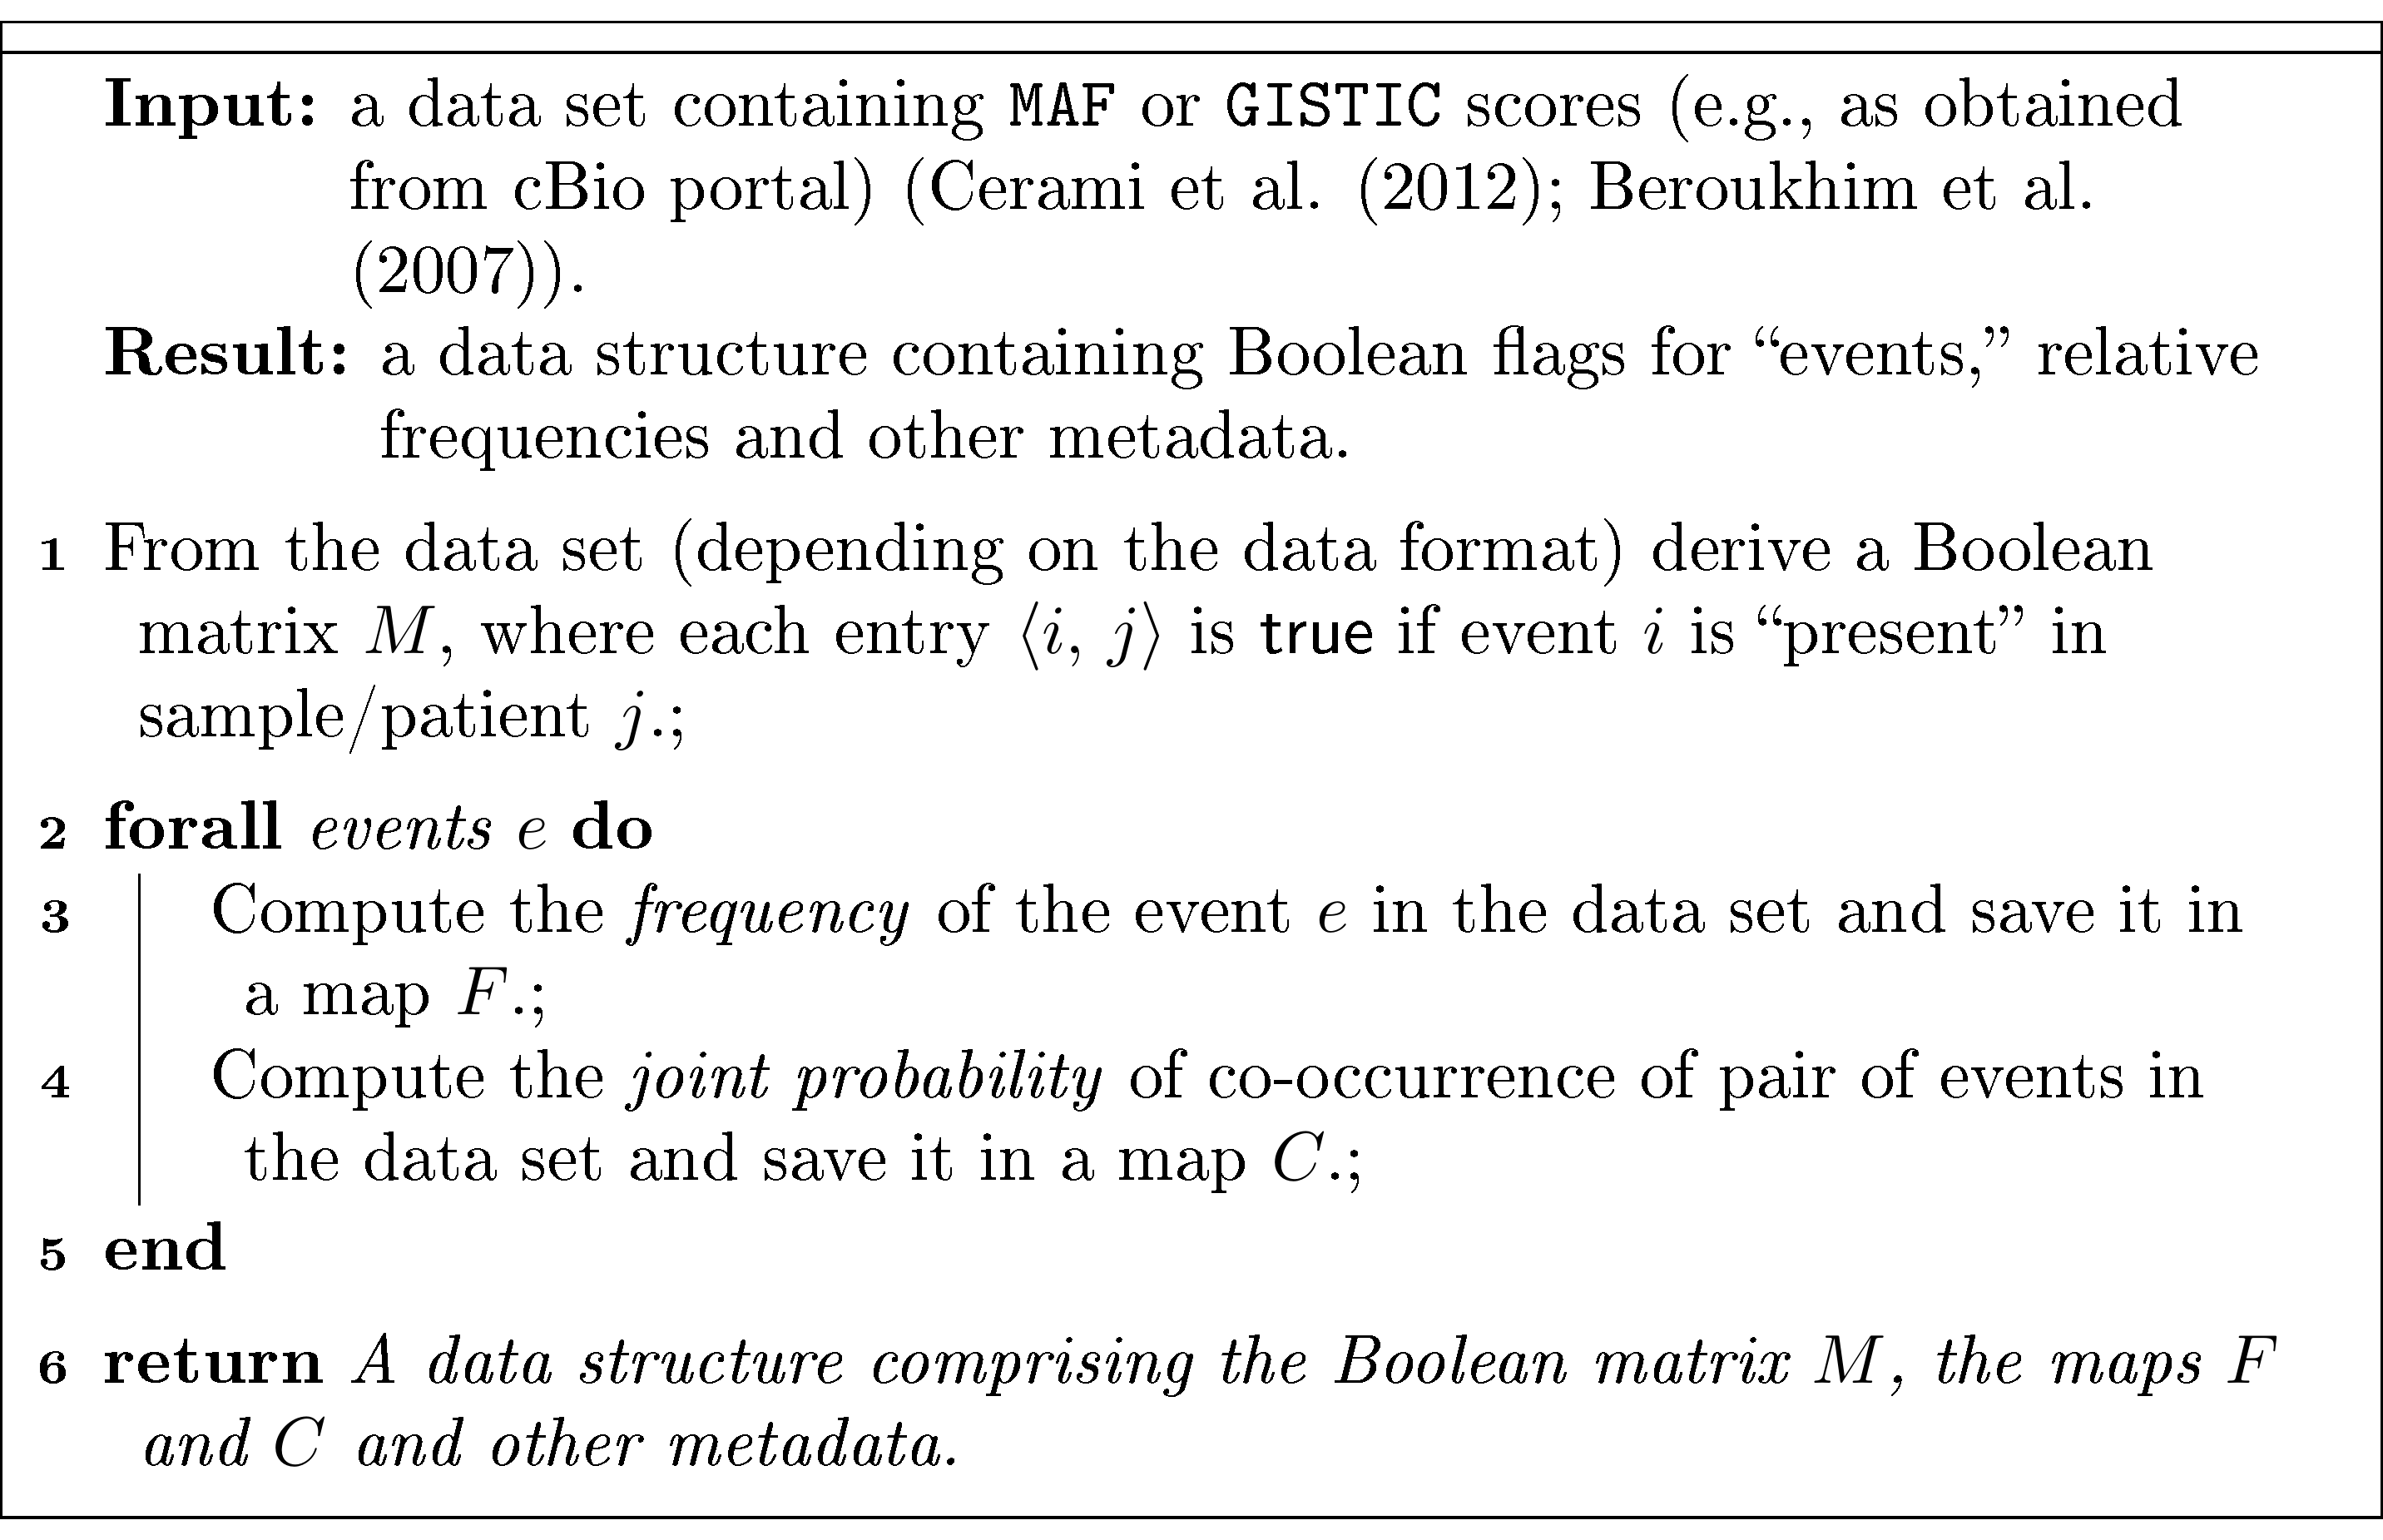 Input: a data set containing MAF or GISTIC scores (e.g., as obtained
from cBio portal) (Cerami et al. (2012); Beroukhim et al.
(2007)).
Result: a data structure containing Boolean flags for “events,” relative
frequencies and other metadata.
1 From the data set (depending on the data format) derive a Boolean
matrix M, where each entry ⟨i, j⟩ is true if event i is “present” in
sample/patient j.;
2 forall events e do
3 Compute the frequency of the event e in the data set and save it in
a map F.;
4 Compute the joint probability of co-occurrence of pair of events in
the data set and save it in a map C.;
5 end
6 return A data structure comprising the Boolean matrix M, the maps F
and C and other metadata.